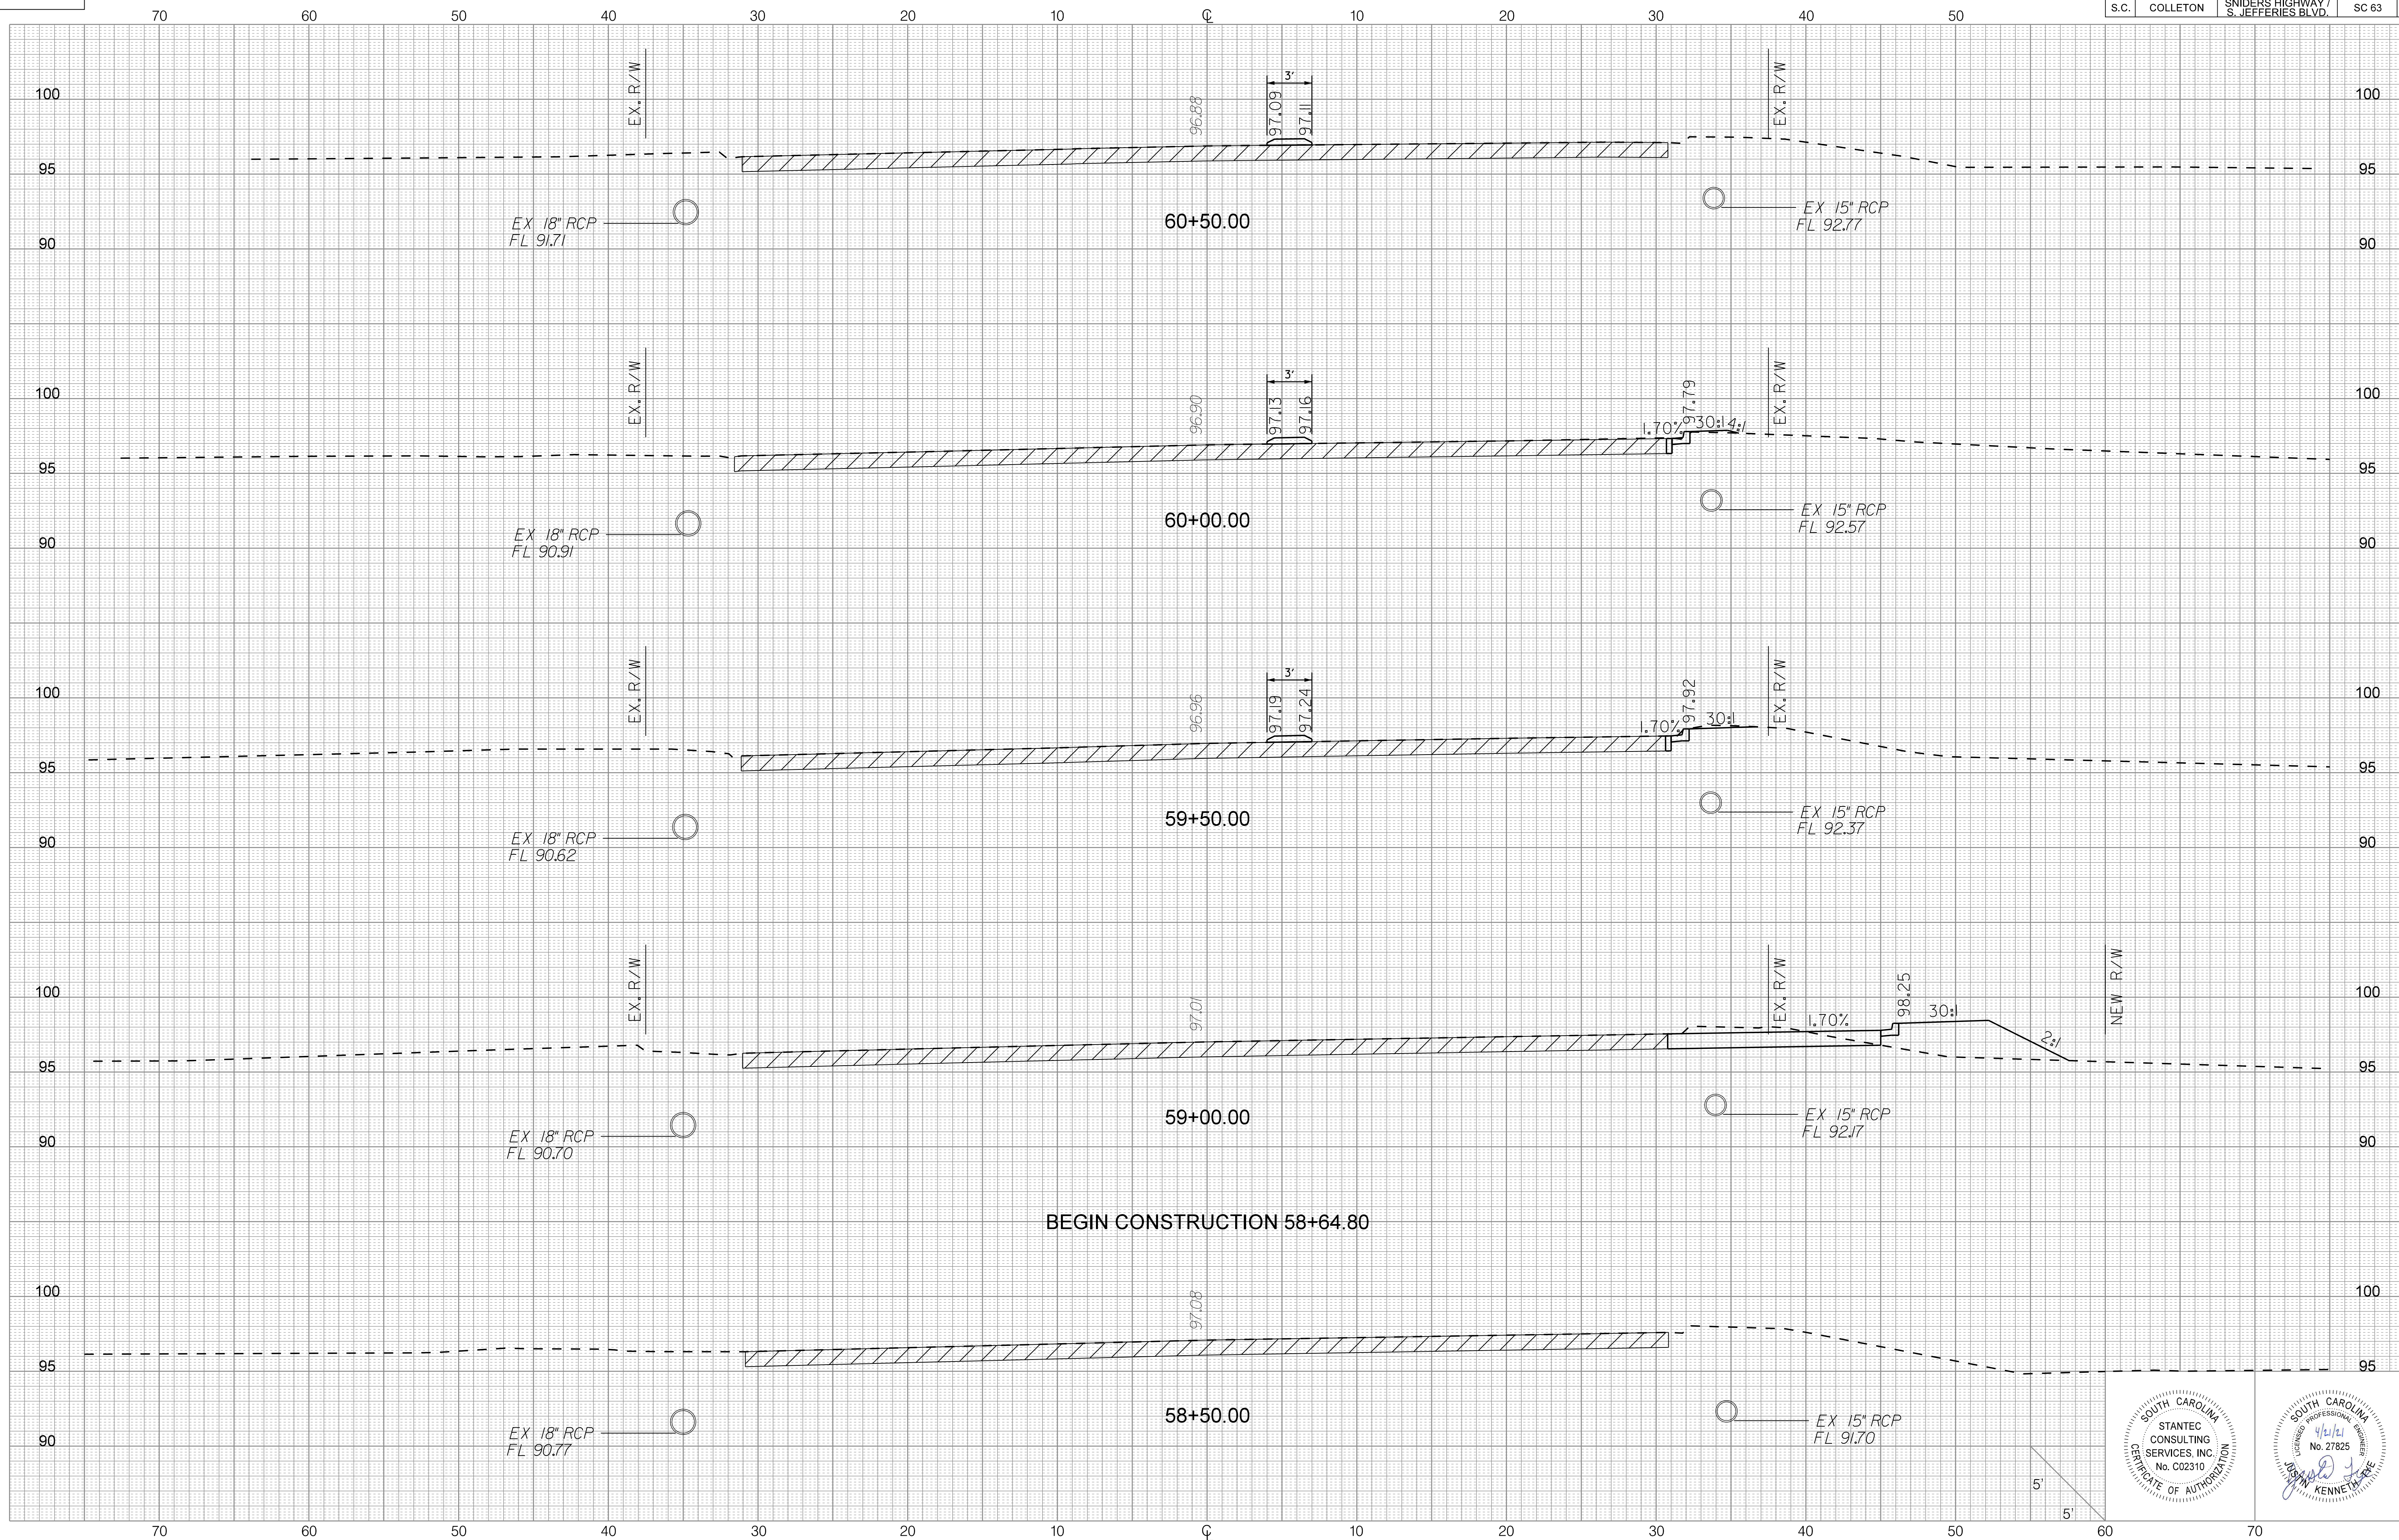 S.C. COLLETON SNIDERS HIGHWAY / S. JEFFERIES BLVD. SC 63
70 60 50 40 30 20 10 ℄ 10 20 30 40 50
EX. R/W
EX. R/W
3'
96.88
97.09
97.11
100 100
95 95
90 90
EX 18" RCP
FL 91.71
60+50.00
EX 15" RCP
FL 92.77
EX. R/W
EX. R/W
3'
96.90
97.13
97.16
97.79
1.70% 30:1 4:1
100 100
95 95
90 90
EX 18" RCP
FL 90.91
60+00.00
EX 15" RCP
FL 92.57
EX. R/W
EX. R/W
3'
96.96
97.19
97.24
97.92
1.70% 30:1
100 100
95 95
90 90
EX 18" RCP
FL 90.62
59+50.00
EX 15" RCP
FL 92.37
EX. R/W
EX. R/W
NEW R/W
97.01
98.25
1.70% 30:1
2:1
100 100
95 95
90 90
EX 18" RCP
FL 90.70
59+00.00
EX 15" RCP
FL 92.17
BEGIN CONSTRUCTION 58+64.80
97.08
100 100
95 95
90
EX 18" RCP
FL 90.77
58+50.00
EX 15" RCP
FL 91.70
5'
5'
SOUTH CAROLINA
STANTEC
CONSULTING
SERVICES, INC.
No. C02310
CERTIFICATE OF AUTHORIZATION
SOUTH CAROLINA
LICENSED PROFESSIONAL ENGINEER
4/21/21
No. 27825
JUSTIN KENNETH
70 60 50 40 30 20 10 ℄ 10 20 30 40 50 60 70